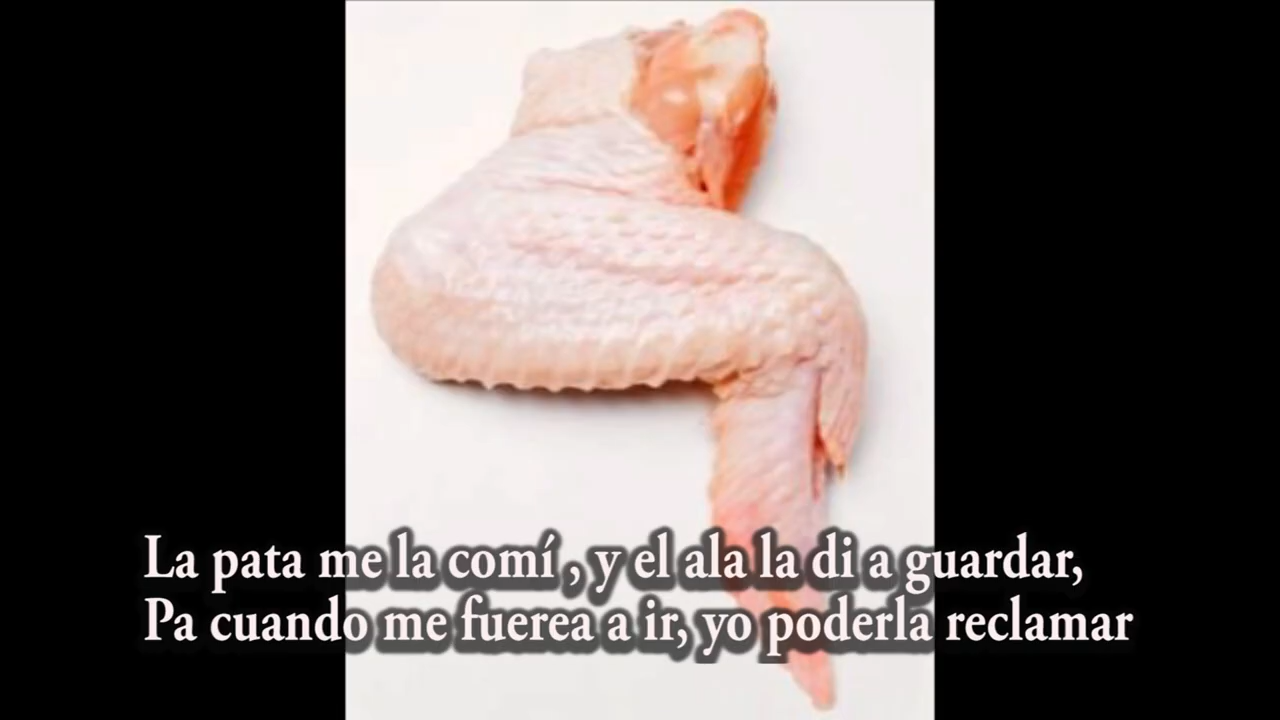 La pata me la comí , y el ala la di a guardar,
Pa cuando me fuerea a ir, yo poderla reclamar